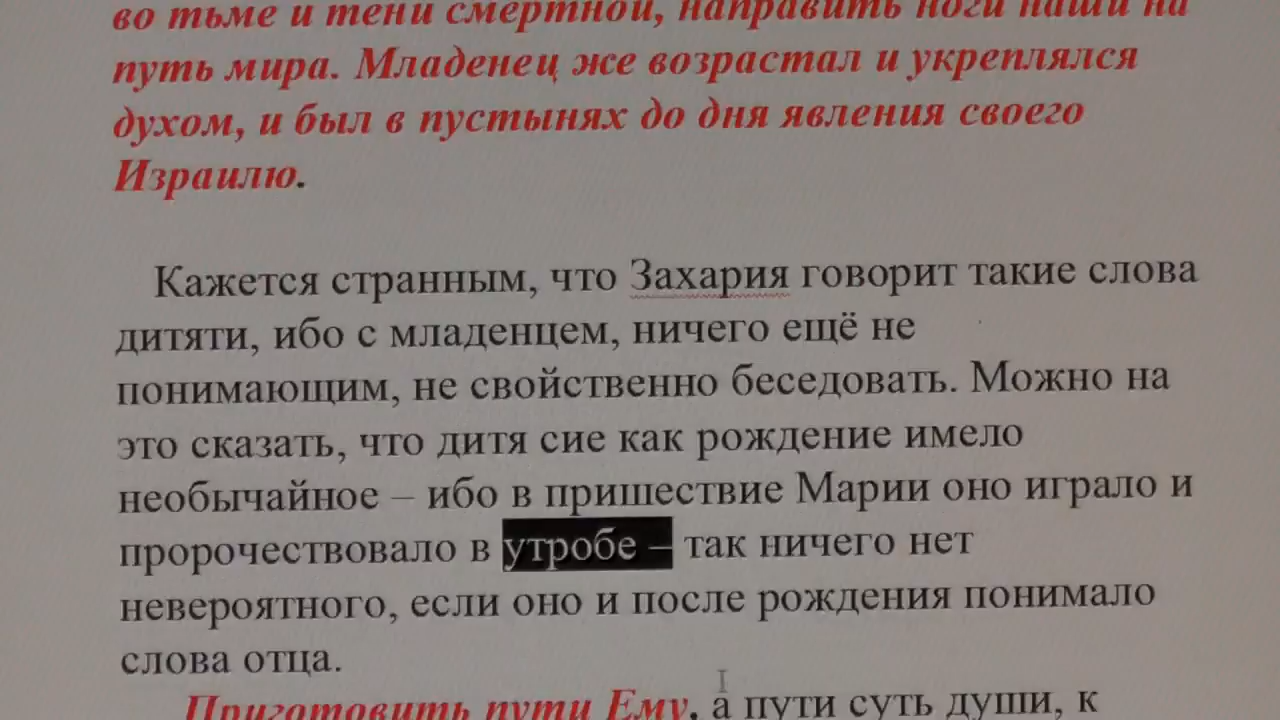 во тьме и тени смертной, направить ноги наши на
путь мира. Младенец же возрастал и укреплялся
духом, и был в пустынях до дня явления своего
Израилю.
Кажется странным, что Захария говорит такие слова
дитяти, ибо с младенцем, ничего ещё не
понимающим, не свойственно беседовать. Можно на
это сказать, что дитя сие как рождение имело
необычайное – ибо в пришествие Марии оно играло и
пророчествовало в утробе – так ничего нет
невероятного, если оно и после рождения понимало
слова отца.
Приготовить пути Ему, а пути суть души, к